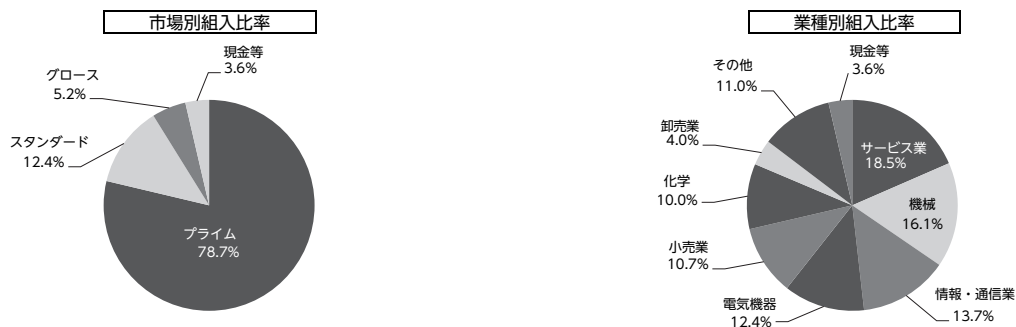 市場別組入比率
現金等
3.6%
グロース
5.2%
スタンダード
12.4%
プライム
78.7%
業種別組入比率
現金等
3.6%
その他
11.0%
卸売業
4.0%
サービス業
18.5%
化学
10.0%
機械
16.1%
小売業
10.7%
電気機器
12.4%
情報・通信業
13.7%